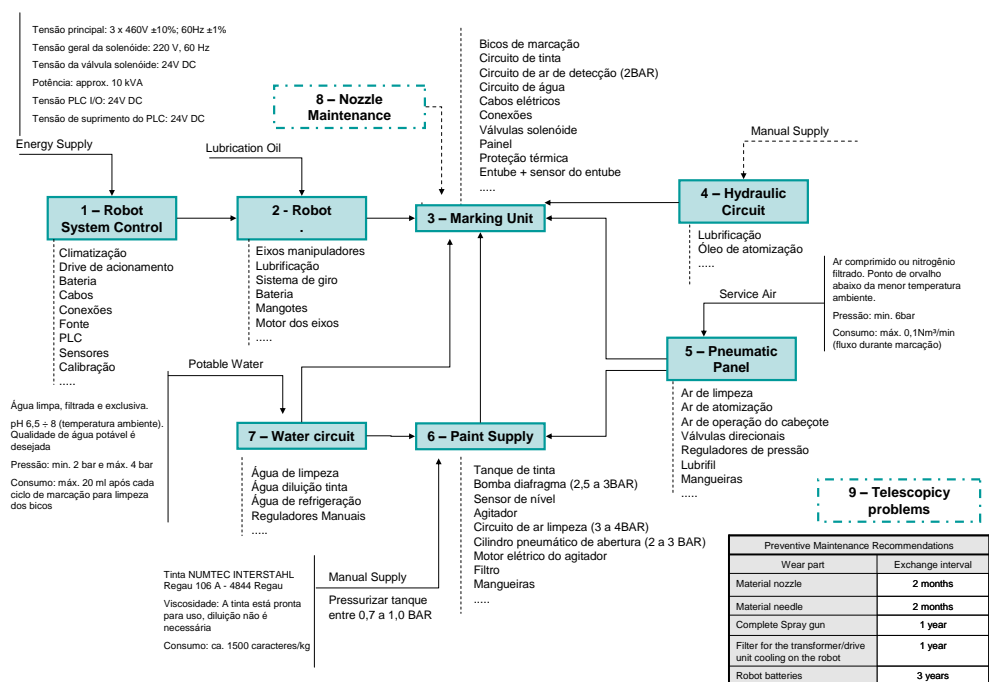 Tensão principal: 3 x 460V ±10%; 60Hz ±1%
Tensão geral da solenóide: 220 V, 60 Hz
Tensão da válvula solenóide: 24V DC
Potência: approx. 10 kVA
Tensão PLC I/O: 24V DC
Tensão de suprimento do PLC: 24V DC
Energy Supply
Lubrication Oil
8 – Nozzle
Maintenance
Bicos de marcação
Circuito de tinta
Circuito de ar de detecção (2BAR)
Circuito de água
Cabos elétricos
Conexões
Válvulas solenóide
Painel
Proteção térmica
Entube + sensor do entube
.....
Manual Supply
1 – Robot
System Control
2 - Robot
.
3 – Marking Unit
4 – Hydraulic
Circuit
Climatização
Drive de acionamento
Bateria
Cabos
Conexões
Fonte
PLC
Sensores
Calibração
.....
Eixos manipuladores
Lubrificação
Sistema de giro
Bateria
Mangotes
Motor dos eixos
.....
Lubrificação
Óleo de atomização
.....
Service Air
Ar comprimido ou nitrogênio
filtrado. Ponto de orvalho
abaixo da menor temperatura
ambiente.
Pressão: min. 6bar
Consumo: máx. 0,1Nm³/min
(fluxo durante marcação)
5 – Pneumatic
Panel
Ar de limpeza
Ar de atomização
Ar de operação do cabeçote
Válvulas direcionais
Reguladores de pressão
Lubrifil
Mangueiras
.....
Potable Water
Água limpa, filtrada e exclusiva.
pH 6,5 ÷ 8 (temperatura ambiente).
Qualidade de água potável é
desejada
Pressão: min. 2 bar e máx. 4 bar
Consumo: máx. 20 ml após cada
ciclo de marcação para limpeza
dos bicos
7 – Water circuit
Água de limpeza
Água diluição tinta
Água de refrigeração
Reguladores Manuais
.....
6 – Paint Supply
Tanque de tinta
Bomba diafragma (2,5 a 3BAR)
Sensor de nível
Agitador
Circuito de ar limpeza (3 a 4BAR)
Cilindro pneumático de abertura (2 a 3 BAR)
Motor elétrico do agitador
Filtro
Mangueiras
.....
Tinta NUMTEC INTERSTAHL
Regau 106 A - 4844 Regau
Viscosidade: A tinta está pronta
para uso, diluição não é
necessária
Consumo: ca. 1500 caracteres/kg
Manual Supply
Pressurizar tanque
entre 0,7 a 1,0 BAR
9 – Telescopicy
problems
Preventive Maintenance Recommendations
Wear part Exchange interval
Material nozzle 2 months
Material needle 2 months
Complete Spray gun 1 year
Filter for the transformer/drive
unit cooling on the robot 1 year
Robot batteries 3 years